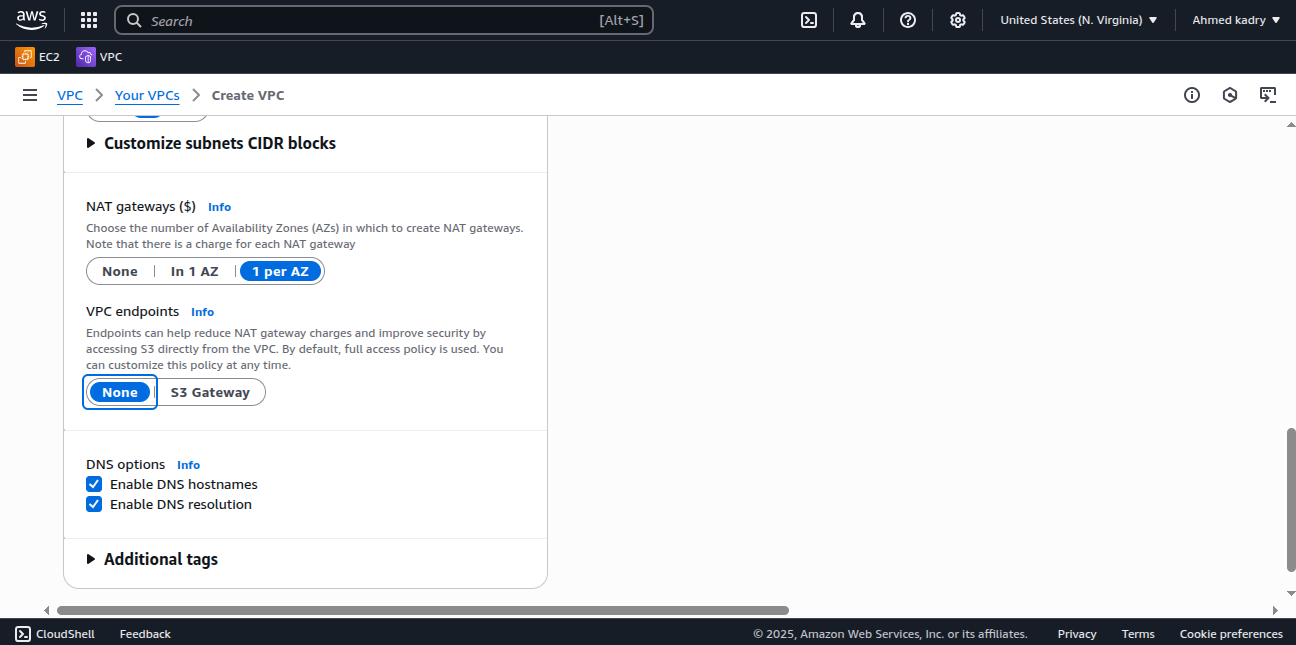 aws
Search [Alt+S] United States (N. Virginia) Ahmed kadry
EC2 VPC
VPC Your VPCs Create VPC
Customize subnets CIDR blocks
NAT gateways ($) Info
Choose the number of Availability Zones (AZs) in which to create NAT gateways.
Note that there is a charge for each NAT gateway
None In 1 AZ 1 per AZ
VPC endpoints Info
Endpoints can help reduce NAT gateway charges and improve security by
accessing S3 directly from the VPC. By default, full access policy is used. You
can customize this policy at any time.
None S3 Gateway
DNS options Info
Enable DNS hostnames
Enable DNS resolution
Additional tags
CloudShell Feedback © 2025, Amazon Web Services, Inc. or its affiliates. Privacy Terms Cookie preferences